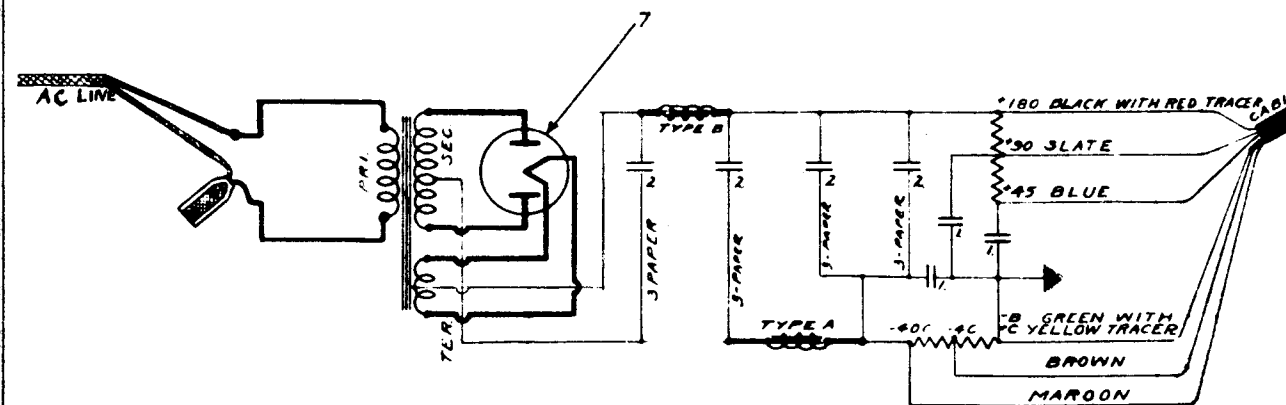 7
AC LINE
PRI.
SEC.
TER.
TYPE B
2
2
2
2
3 PAPER
3-PAPER
3-PAPER
3-PAPER
1
1.
1.
TYPE A
-40C
-4C
+180 BLACK WITH RED TRACER
CABL
+90 SLATE
+45 BLUE
-B GREEN WITH
+C YELLOW TRACER
BROWN
MAROON